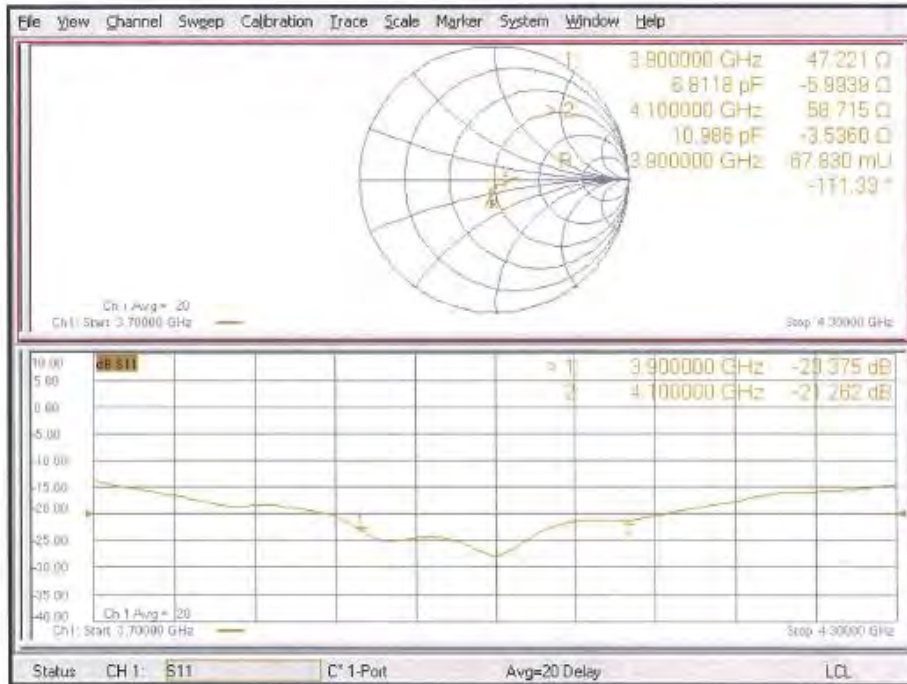 File View Channel Sweep Calibration Trace Scale Marker System Window Help
1 3.900000 GHz 47.221 Ω
6.8118 pF -5.9939 Ω
> 2 4.100000 GHz 58.715 Ω
10.986 pF -3.5360 Ω
R 3.900000 GHz 67.830 mU
-111.33 °
Ch 1 Avg = 20
Ch1: Start 3.70000 GHz
Stop 4.30000 GHz
10.00 dB S11 > 1 3.900000 GHz -23.375 dB
5.00 2 4.100000 GHz -21.262 dB
0.00
-5.00
-10.00
-15.00
-20.00
-25.00
-30.00
-35.00
-40.00 Ch 1 Avg = 20
Ch1: Start 3.70000 GHz
Stop 4.30000 GHz
Status CH 1: S11 C* 1-Port Avg=20 Delay LCL